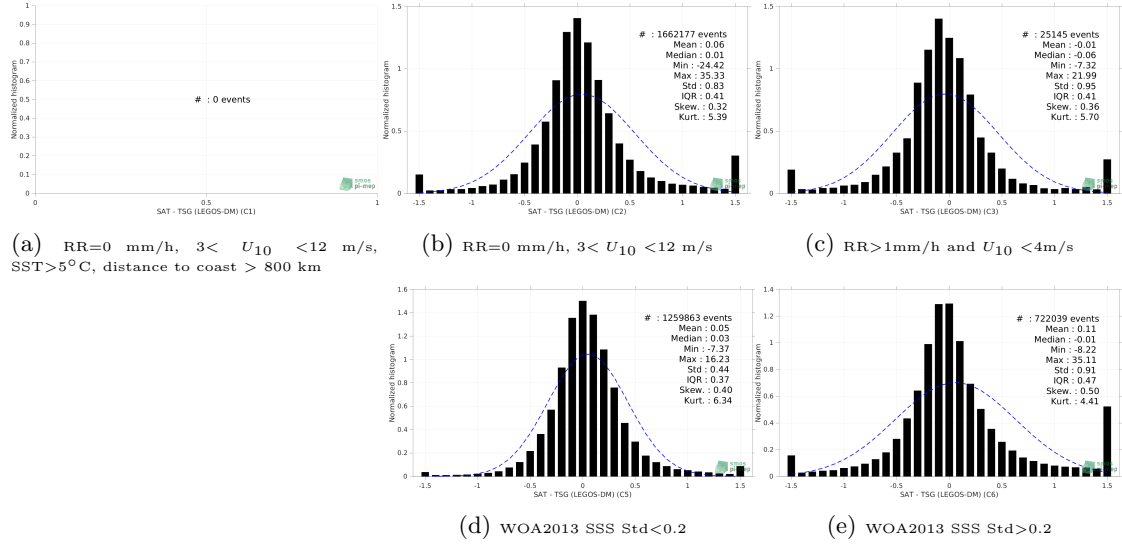 1
0.9
0.8
0.7
0.6
0.5
0.4
0.3
0.2
0.1
0
Normalized histogram
# : 0 events
smos
pi-mep
0 0.5 1
SAT - TSG (LEGOS-DM) (C1)
(a) RR=0 mm/h, 3< U10 <12 m/s,
SST>5°C, distance to coast > 800 km
1.5
1
0.5
0
Normalized histogram
# : 1662177 events
Mean : 0.06
Median : 0.01
Min : -24.42
Max : 35.33
Std : 0.83
IQR : 0.41
Skew. : 0.32
Kurt. : 5.39
smos
pi-mep
-1.5 -1 -0.5 0 0.5 1 1.5
SAT - TSG (LEGOS-DM) (C2)
(b) RR=0 mm/h, 3< U10 <12 m/s
1.5
1
0.5
0
Normalized histogram
# : 25145 events
Mean : -0.01
Median : -0.06
Min : -7.32
Max : 21.99
Std : 0.95
IQR : 0.41
Skew. : 0.36
Kurt. : 5.70
smos
pi-mep
-1.5 -1 -0.5 0 0.5 1 1.5
SAT - TSG (LEGOS-DM) (C3)
(c) RR>1mm/h and U10 <4m/s
1.6
1.4
1.2
1
0.8
0.6
0.4
0.2
0
Normalized histogram
# : 1259863 events
Mean : 0.05
Median : 0.03
Min : -7.37
Max : 16.23
Std : 0.44
IQR : 0.37
Skew. : 0.40
Kurt. : 6.34
smos
pi-mep
-1.5 -1 -0.5 0 0.5 1 1.5
SAT - TSG (LEGOS-DM) (C5)
(d) WOA2013 SSS Std<0.2
1.4
1.2
1
0.8
0.6
0.4
0.2
0
Normalized histogram
# : 722039 events
Mean : 0.11
Median : -0.01
Min : -8.22
Max : 35.11
Std : 0.91
IQR : 0.47
Skew. : 0.50
Kurt. : 4.41
smos
pi-mep
-1.5 -1 -0.5 0 0.5 1 1.5
SAT - TSG (LEGOS-DM) (C6)
(e) WOA2013 SSS Std>0.2